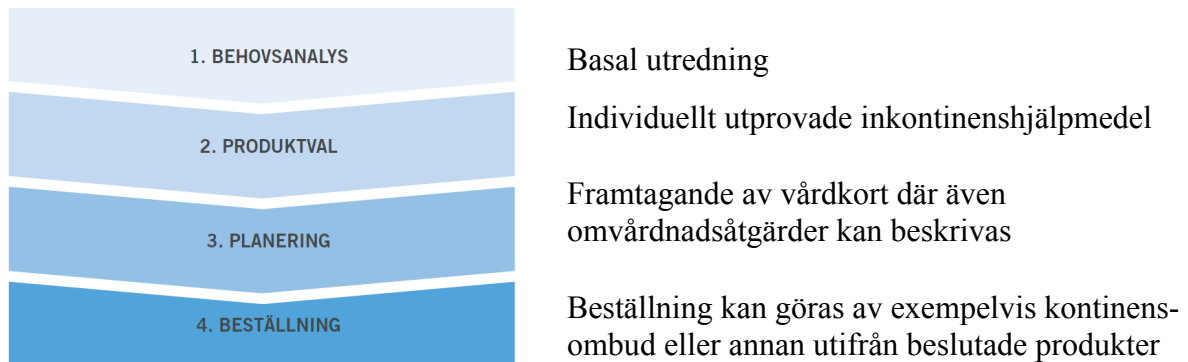 1. BEHOVSANALYS
Basal utredning
2. PRODUKTVAL
Individuellt utprovade inkontinenshjälpmedel
3. PLANERING
Framtagande av vårdkort där även
omvårdnadsåtgärder kan beskrivas
4. BESTÄLLNING
Beställning kan göras av exempelvis kontinens-
ombud eller annan utifrån beslutade produkter